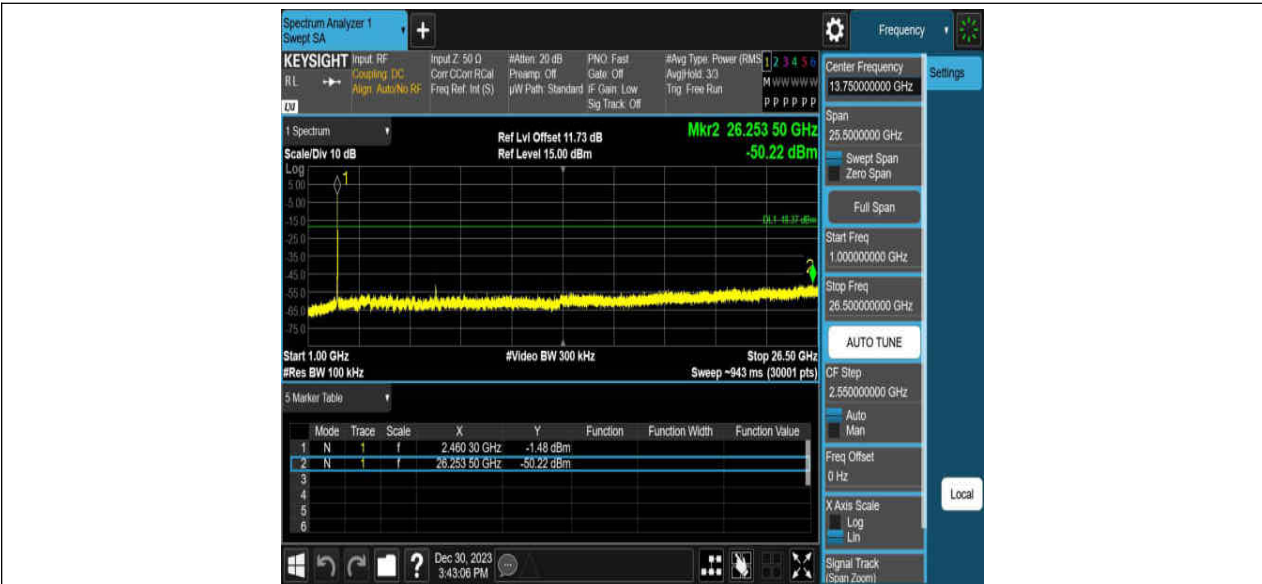 Spectrum Analyzer 1
Swept SA
+
Frequency
KEYSIGHT
RL
LXI
Input: RF
Coupling: DC
Align: Auto/No RF
Input Z: 50 Ω
Corr CCorr RCal
Freq Ref: Int (S)
#Atten: 20 dB
Preamp: Off
µW Path: Standard
PNO: Fast
Gate: Off
IF Gain: Low
Sig Track: Off
#Avg Type: Power (RMS
Avg|Hold: 3/3
Trig: Free Run
1 2 3 4 5 6
M W W W W W
P P P P P P
1 Spectrum
Scale/Div 10 dB
Ref Lvl Offset 11.73 dB
Ref Level 15.00 dBm
Mkr2 26.253 50 GHz
-50.22 dBm
Log
5.00
-5.00
-15.0
-25.0
-35.0
-45.0
-55.0
-65.0
-75.0
1
2
DL1 -18.37 dBm
Start 1.00 GHz
#Res BW 100 kHz
#Video BW 300 kHz
Stop 26.50 GHz
Sweep ~943 ms (30001 pts)
5 Marker Table
Mode Trace Scale X Y Function Function Width Function Value
1 N 1 f 2.460 30 GHz -1.48 dBm
2 N 1 f 26.253 50 GHz -50.22 dBm
3
4
5
6
?
Dec 30, 2023
3:43:06 PM
Center Frequency
13.750000000 GHz
Settings
Span
25.5000000 GHz
Swept Span
Zero Span
Full Span
Start Freq
1.000000000 GHz
Stop Freq
26.500000000 GHz
AUTO TUNE
CF Step
2.550000000 GHz
Auto
Man
Freq Offset
0 Hz
X Axis Scale
Log
Lin
Signal Track
(Span Zoom)
Local